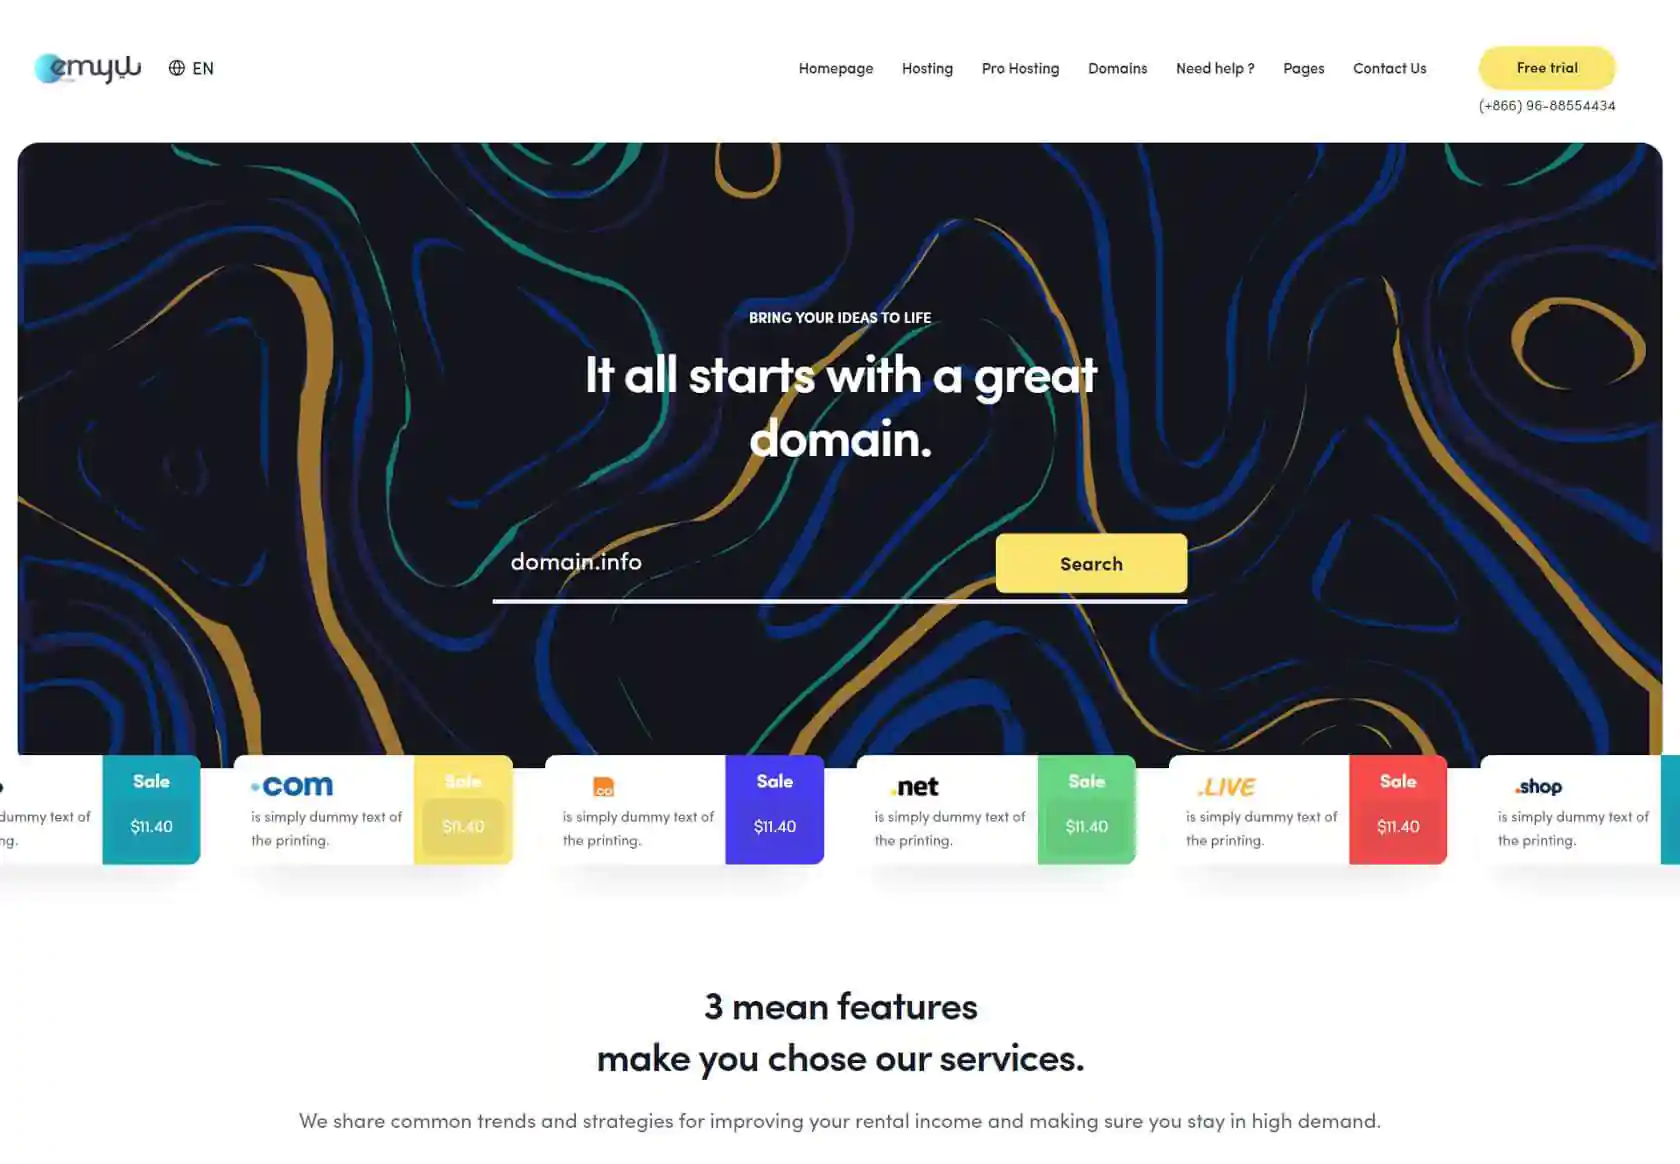 emyui
EN
Homepage
Hosting
Pro Hosting
Domains
Need help ?
Pages
Contact Us
Free trial
(+866) 96-88554434
BRING YOUR IDEAS TO LIFE
It all starts with a great
domain.
domain.info
Search
dummy text of
ng.
Sale
$11.40
.com
is simply dummy text of
the printing.
Sale
$11.40
.co
is simply dummy text of
the printing.
Sale
$11.40
.net
is simply dummy text of
the printing.
Sale
$11.40
.LIVE
is simply dummy text of
the printing.
Sale
$11.40
.shop
is simply dummy text of
the printing.
3 mean features
make you chose our services.
We share common trends and strategies for improving your rental income and making sure you stay in high demand.